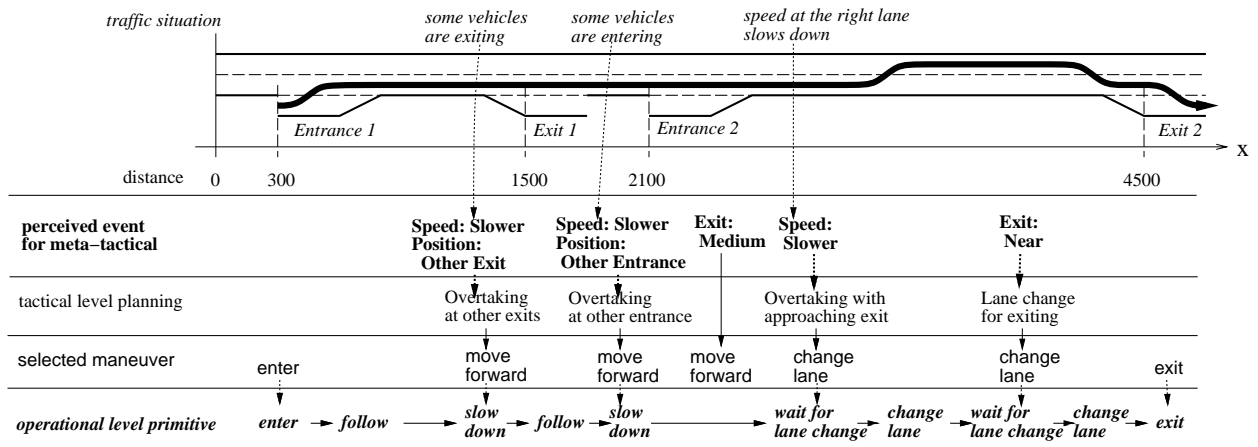 traffic situation
some vehicles
are exiting
some vehicles
are entering
speed at the right lane
slows down
Entrance 1
Exit 1
Entrance 2
Exit 2
X
distance
0
300
1500
2100
4500
perceived event
for meta−tactical
Speed: Slower
Position:
Other Exit
Speed: Slower
Position:
Other Entrance
Exit:
Medium
Speed:
Slower
Exit:
Near
tactical level planning
Overtaking
at other exits
Overtaking
at other entrance
Overtaking with
approaching exit
Lane change
for exiting
selected maneuver
enter
move
forward
move
forward
move
forward
change
lane
change
lane
exit
operational level primitive
enter
follow
slow
down
follow
slow
down
wait for
lane change
change
lane
wait for
lane change
change
lane
exit